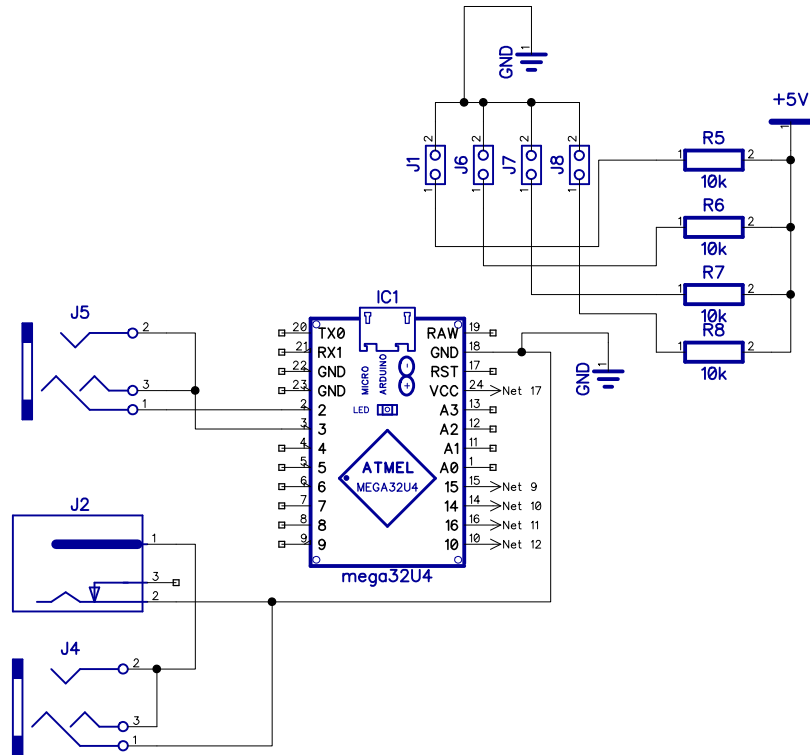 GND
1
+5V
1
2
2
2
2
J1
J6
J7
J8
1
1
1
1
R5
1
2
10k
R6
1
2
10k
R7
1
2
10k
R8
1
2
10k
J5
2
3
1
IC1
20 TX0
21 RX1
22 GND
23 GND
2 2
3 3
4 4
5 5
6 6
7 7
8 8
9 9
MICRO
ARDUINO
- +
LED
ATMEL
MEGA32U4
RAW 19
GND 18
RST 17
VCC 24 Net 17
A3 13
A2 12
A1 11
A0 1
15 15 Net 9
14 14 Net 10
16 16 Net 11
10 10 Net 12
mega32U4
GND
1
J2
1
3
2
J4
2
3
1